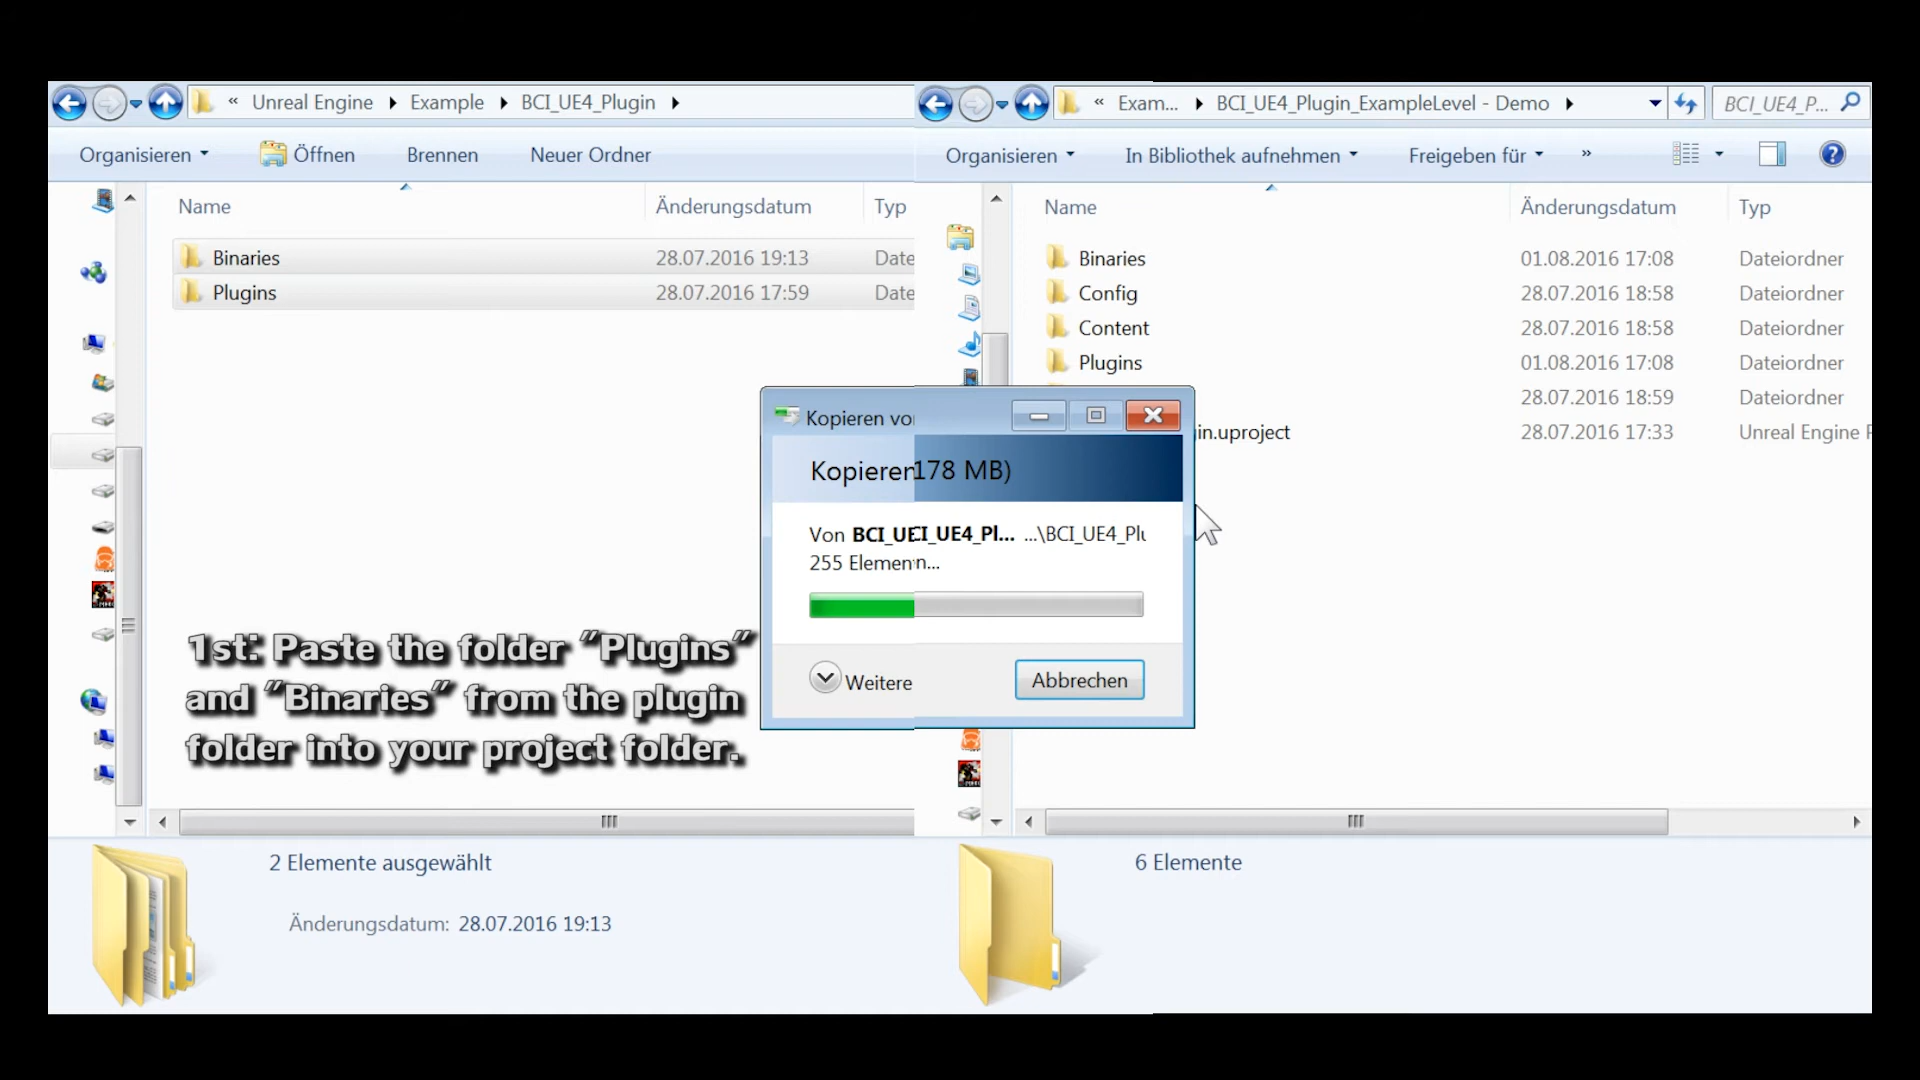 « Unreal Engine Example BCI_UE4_Plugin
Organisieren Öffnen Brennen Neuer Ordner
Name Änderungsdatum Typ
Binaries 28.07.2016 19:13 Date
Plugins 28.07.2016 17:59 Date
1st: Paste the folder "Plugins"
and "Binaries" from the plugin
folder into your project folder.
2 Elemente ausgewählt
Änderungsdatum: 28.07.2016 19:13
« Exam... BCI_UE4_Plugin_ExampleLevel - Demo BCI_UE4_P...
Organisieren In Bibliothek aufnehmen Freigeben für »
Name Änderungsdatum Typ
Binaries 01.08.2016 17:08 Dateiordner
Config 28.07.2016 18:58 Dateiordner
Content 28.07.2016 18:58 Dateiordner
Plugins 01.08.2016 17:08 Dateiordner
28.07.2016 18:59 Dateiordner
in.uproject 28.07.2016 17:33 Unreal Engine
6 Elemente
Kopieren vo
Kopieren 178 MB)
Von BCI_UE CI_UE4_Pl... ...\BCI_UE4_Plu
255 Elemen n...
Weitere Abbrechen